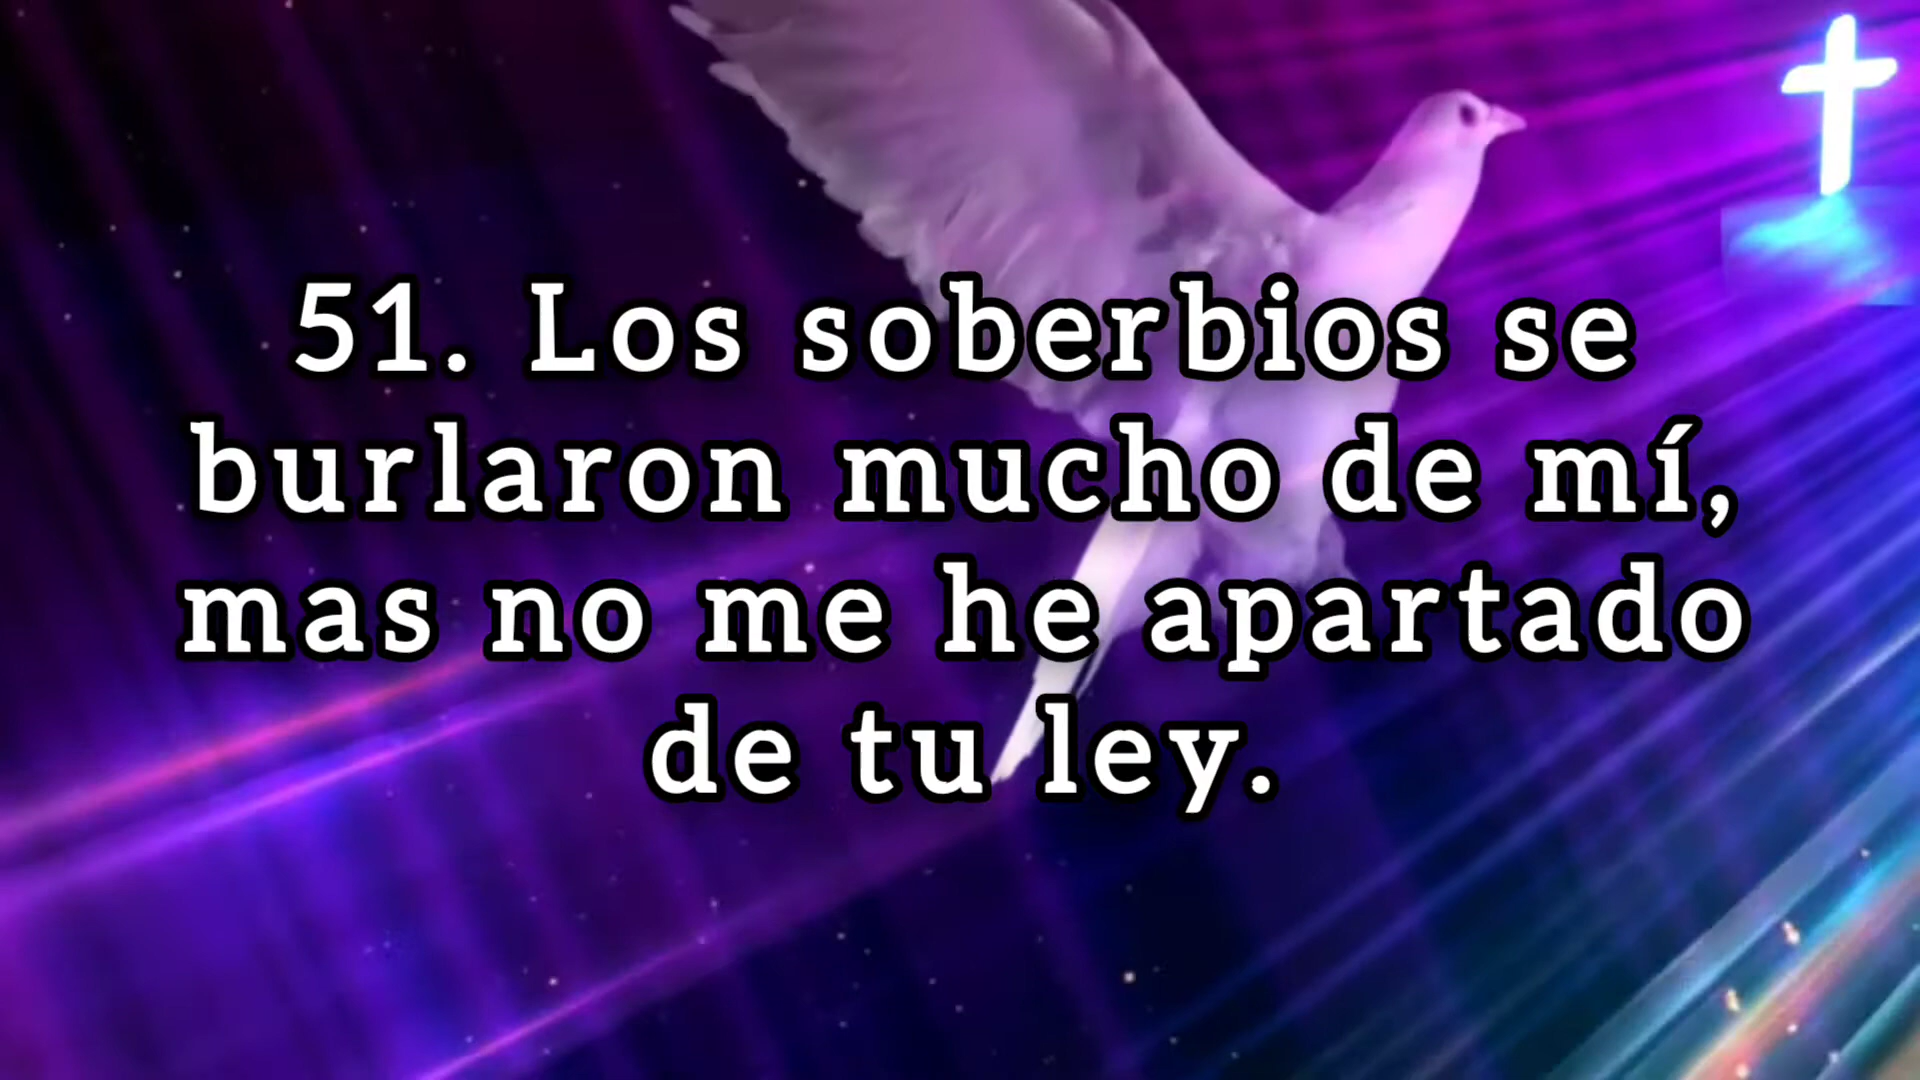 51. Los soberbios se
burlaron mucho de mí,
mas no me he apartado
de tu ley.